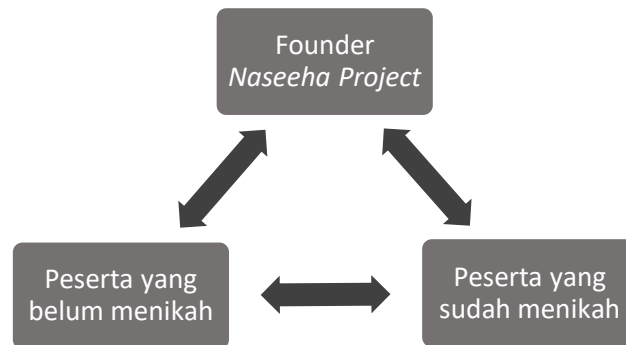 Founder
Naseeha Project
Peserta yang
belum menikah
Peserta yang
sudah menikah